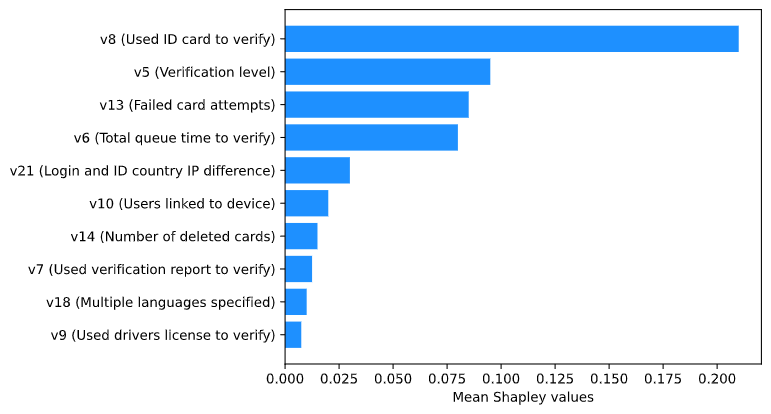 v8 (Used ID card to verify)
v5 (Verification level)
v13 (Failed card attempts)
v6 (Total queue time to verify)
v21 (Login and ID country IP difference)
v10 (Users linked to device)
v14 (Number of deleted cards)
v7 (Used verification report to verify)
v18 (Multiple languages specified)
v9 (Used drivers license to verify)
0.000 0.025 0.050 0.075 0.100 0.125 0.150 0.175 0.200
Mean Shapley values